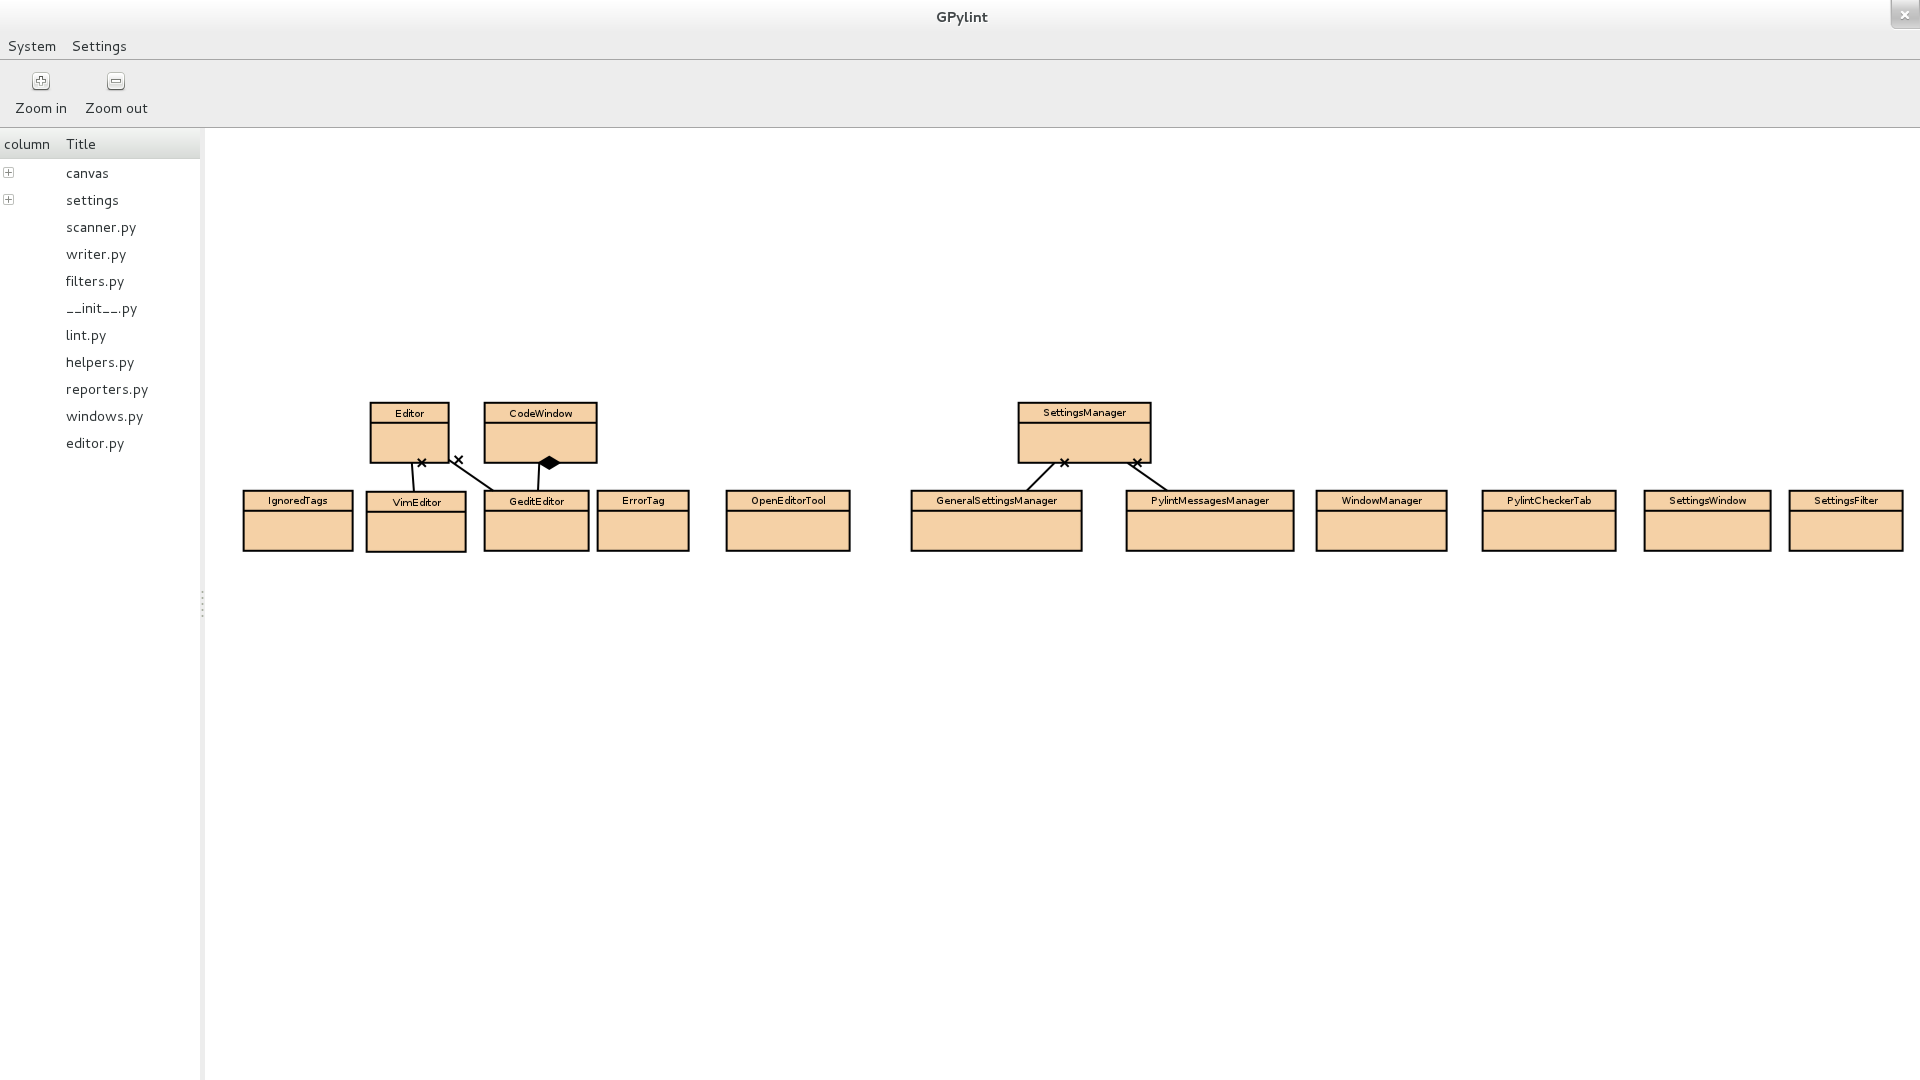 GPylint
System Settings
Zoom in Zoom out
column Title
canvas
settings
scanner.py
writer.py
filters.py
__init__.py
lint.py
helpers.py
reporters.py
windows.py
editor.py
Editor CodeWindow SettingsManager
IgnoredTags VimEditor GeditEditor ErrorTag OpenEditorTool GeneralSettingsManager PylintMessagesManager WindowManager PylintCheckerTab SettingsWindow SettingsFilter